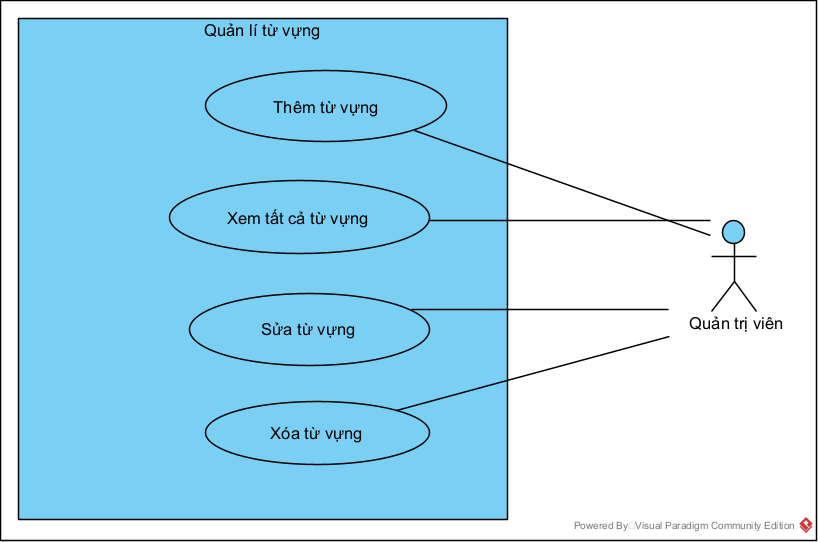 Quản lí từ vựng
Thêm từ vựng
Xem tất cả từ vựng
Sửa từ vựng
Quản trị viên
Xóa từ vựng
Powered By Visual Paradigm Community Edition